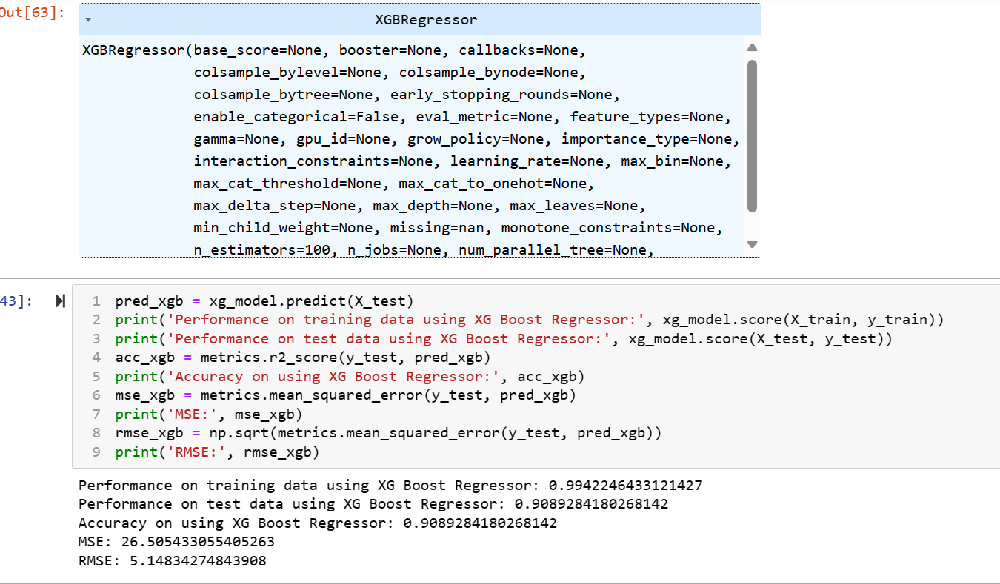 Out[63]:
XGBRegressor
XGBRegressor(base_score=None, booster=None, callbacks=None,
colsample_bylevel=None, colsample_bynode=None,
colsample_bytree=None, early_stopping_rounds=None,
enable_categorical=False, eval_metric=None, feature_types=None,
gamma=None, gpu_id=None, grow_policy=None, importance_type=None,
interaction_constraints=None, learning_rate=None, max_bin=None,
max_cat_threshold=None, max_cat_to_onehot=None,
max_delta_step=None, max_depth=None, max_leaves=None,
min_child_weight=None, missing=nan, monotone_constraints=None,
n_estimators=100, n_jobs=None, num_parallel_tree=None,
43]:
1 pred_xgb = xg_model.predict(X_test)
2 print('Performance on training data using XG Boost Regressor:', xg_model.score(X_train, y_train))
3 print('Performance on test data using XG Boost Regressor:', xg_model.score(X_test, y_test))
4 acc_xgb = metrics.r2_score(y_test, pred_xgb)
5 print('Accuracy on using XG Boost Regressor:', acc_xgb)
6 mse_xgb = metrics.mean_squared_error(y_test, pred_xgb)
7 print('MSE:', mse_xgb)
8 rmse_xgb = np.sqrt(metrics.mean_squared_error(y_test, pred_xgb))
9 print('RMSE:', rmse_xgb)
Performance on training data using XG Boost Regressor: 0.9942246433121427
Performance on test data using XG Boost Regressor: 0.9089284180268142
Accuracy on using XG Boost Regressor: 0.9089284180268142
MSE: 26.505433055405263
RMSE: 5.14834274843908